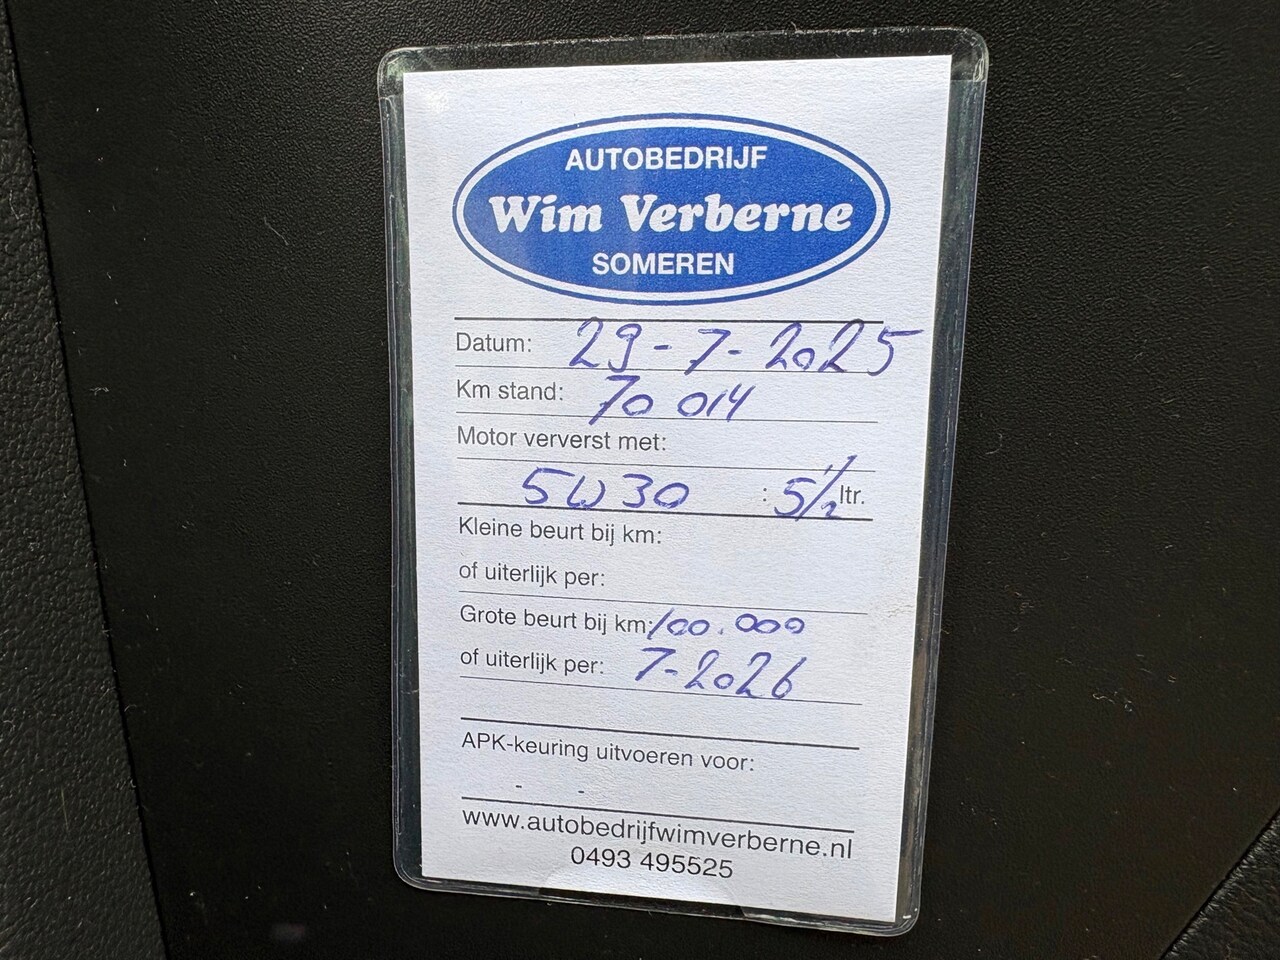 AUTOBEDRIJF
Wim Verberne
SOMEREN
Datum: 29-7-2025
Km stand: 70 014
Motor ververst met:
5W30 : 5 1/2 ltr.
Kleine beurt bij km:
of uiterlijk per:
Grote beurt bij km: 100.000
of uiterlijk per: 7-2026
APK-keuring uitvoeren voor:
- -
www.autobedrijfwimverberne.nl
0493 495525